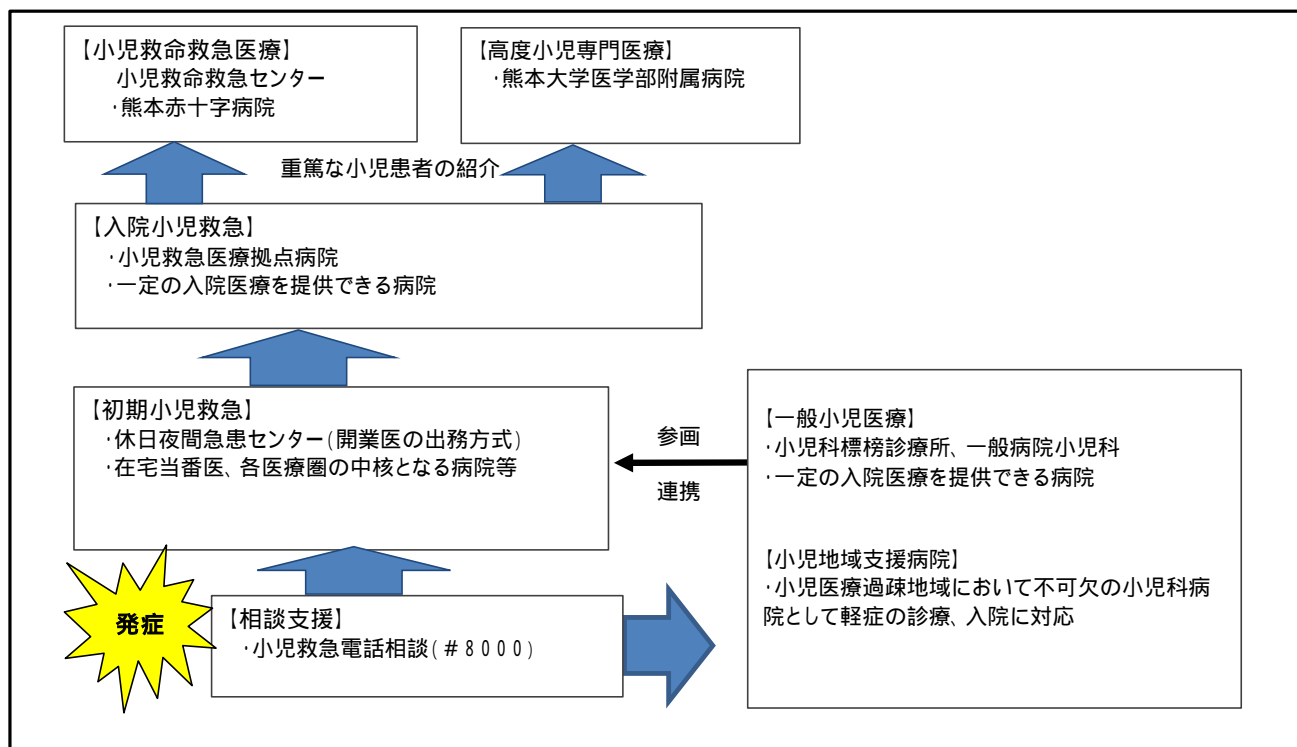 【小児救命救急医療】
小児救命救急センター
・熊本赤十字病院
【高度小児専門医療】
・熊本大学医学部附属病院
重篤な小児患者の紹介
【入院小児救急】
・小児救急医療拠点病院
・一定の入院医療を提供できる病院
【初期小児救急】
・休日夜間急患センター（開業医の出務方式）
・在宅当番医、各医療圏の中核となる病院等
参画
連携
【一般小児医療】
・小児科標榜診療所、一般病院小児科
・一定の入院医療を提供できる病院
【小児地域支援病院】
・小児医療過疎地域において不可欠の小児科病
院として軽症の診療、入院に対応
発症
【相談支援】
・小児救急電話相談（＃８０００）